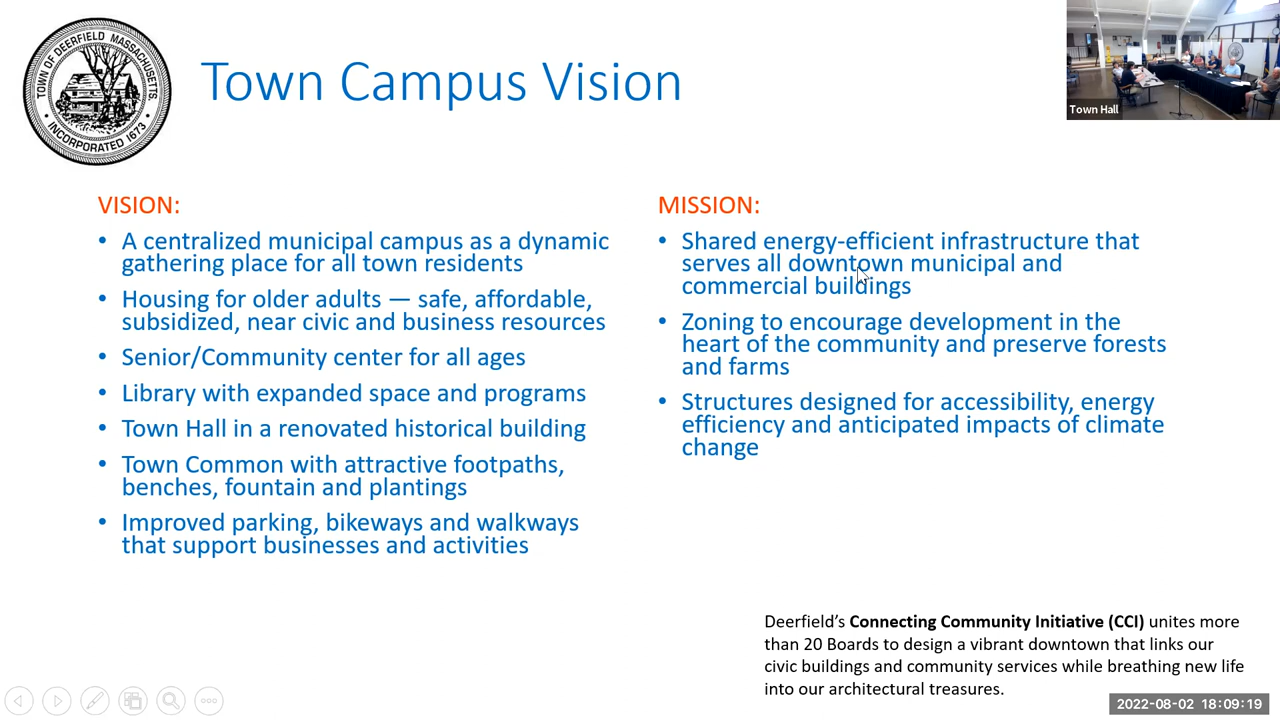 TOWN OF DEERFIELD MASSACHUSETTS.
• INCORPORATED 1673 •
Town Campus Vision
Town Hall
VISION:
• A centralized municipal campus as a dynamic
gathering place for all town residents
• Housing for older adults — safe, affordable,
subsidized, near civic and business resources
• Senior/Community center for all ages
• Library with expanded space and programs
• Town Hall in a renovated historical building
• Town Common with attractive footpaths,
benches, fountain and plantings
• Improved parking, bikeways and walkways
that support businesses and activities
MISSION:
• Shared energy-efficient infrastructure that
serves all downtown municipal and
commercial buildings
• Zoning to encourage development in the
heart of the community and preserve forests
and farms
• Structures designed for accessibility, energy
efficiency and anticipated impacts of climate
change
Deerfield’s Connecting Community Initiative (CCI) unites more
than 20 Boards to design a vibrant downtown that links our
civic buildings and community services while breathing new life
into our architectural treasures.
2022-08-02 18:09:19